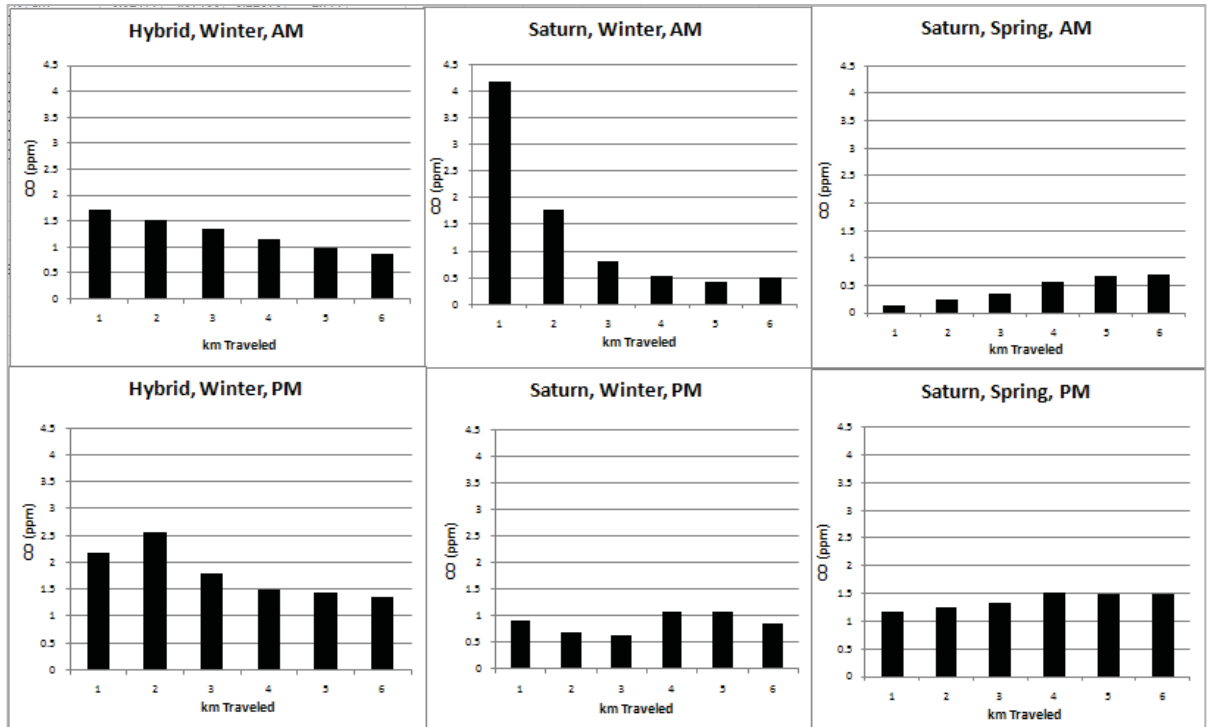 Hybrid, Winter, AM
4.5
4
3.5
3
2.5
2
1.5
1
0.5
0
CO (ppm)
1 2 3 4 5 6
km Traveled
Saturn, Winter, AM
4.5
4
3.5
3
2.5
2
1.5
1
0.5
0
CO (ppm)
1 2 3 4 5 6
km Traveled
Saturn, Spring, AM
4.5
4
3.5
3
2.5
2
1.5
1
0.5
0
CO (ppm)
1 2 3 4 5 6
km Traveled
Hybrid, Winter, PM
4.5
4
3.5
3
2.5
2
1.5
1
0.5
0
CO (ppm)
1 2 3 4 5 6
km Traveled
Saturn, Winter, PM
4.5
4
3.5
3
2.5
2
1.5
1
0.5
0
CO (ppm)
1 2 3 4 5 6
km Traveled
Saturn, Spring, PM
4.5
4
3.5
3
2.5
2
1.5
1
0.5
0
CO (ppm)
1 2 3 4 5 6
km Traveled